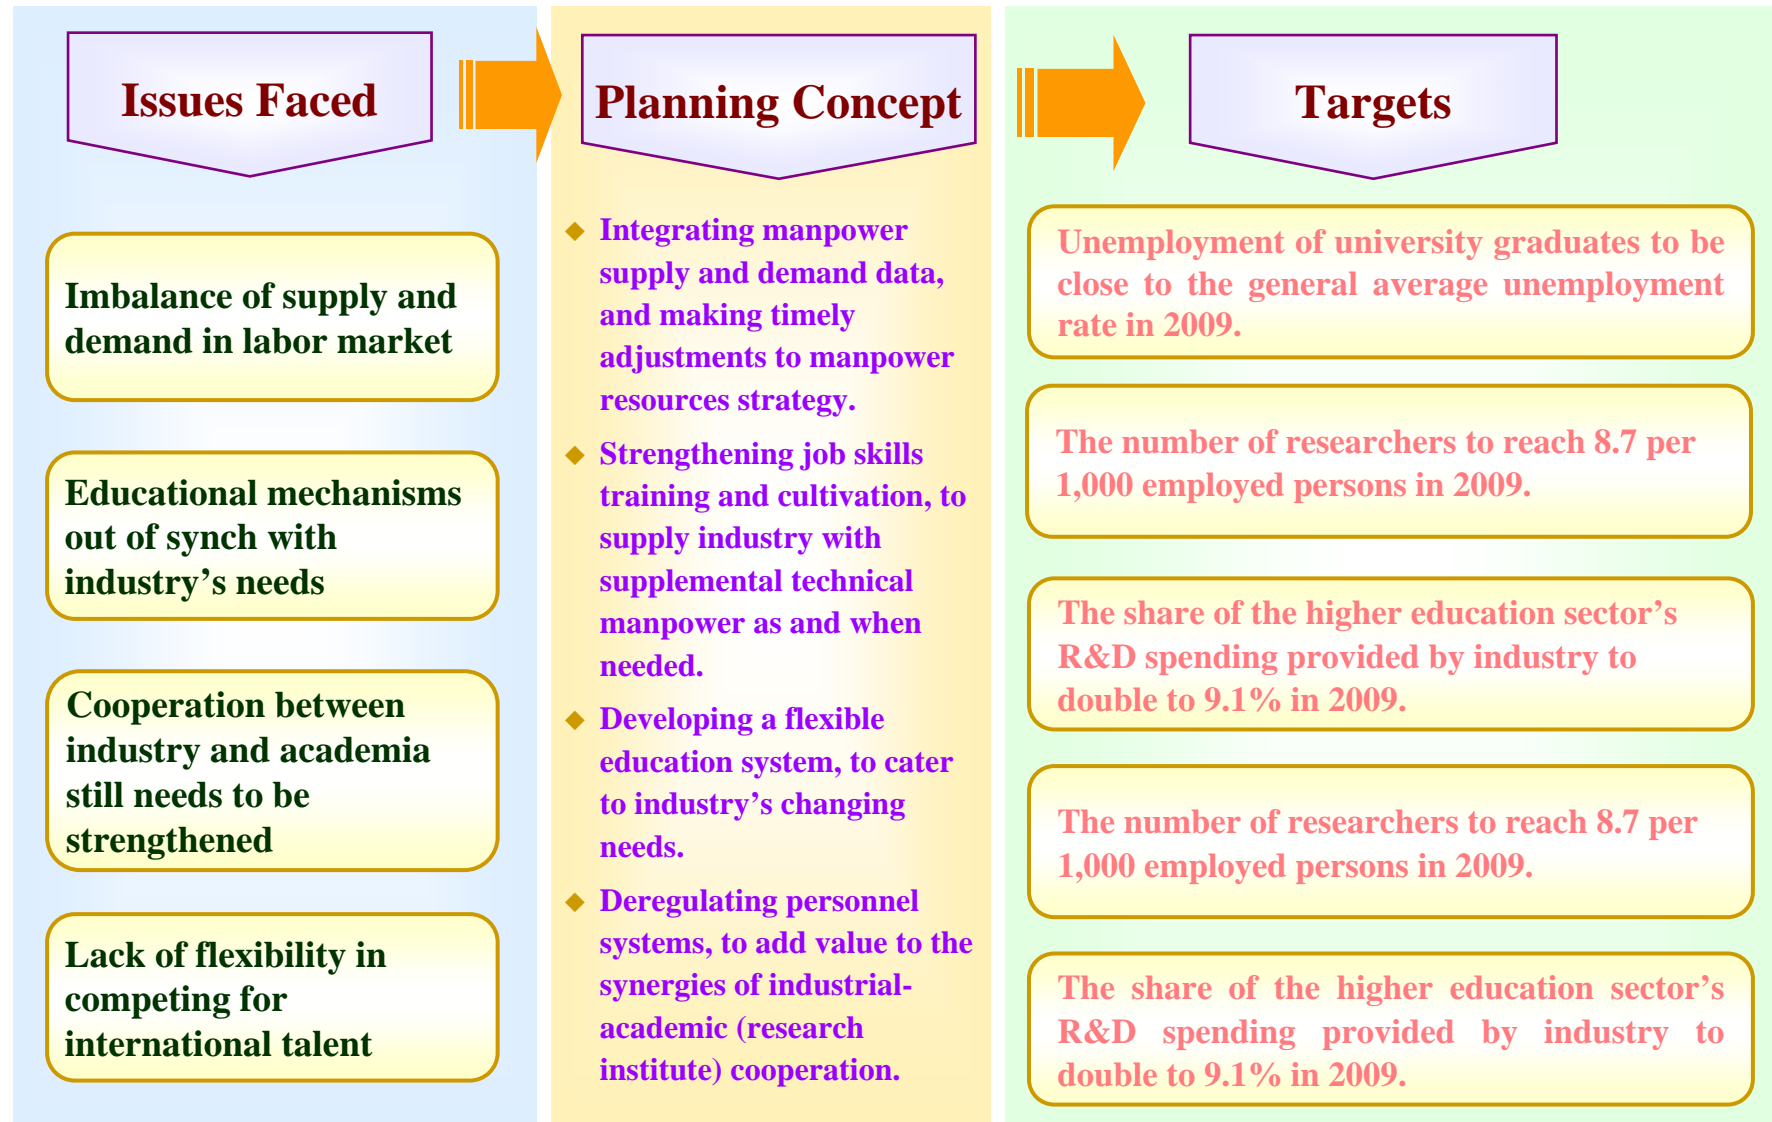 Issues Faced
Imbalance of supply and
demand in labor market
Educational mechanisms
out of synch with
industry’s needs
Cooperation between
industry and academia
still needs to be
strengthened
Lack of flexibility in
competing for
international talent
Planning Concept
Integrating manpower
supply and demand data,
and making timely
adjustments to manpower
resources strategy.
Strengthening job skills
training and cultivation, to
supply industry with
supplemental technical
manpower as and when
needed.
Developing a flexible
education system, to cater
to industry’s changing
needs.
Deregulating personnel
systems, to add value to the
synergies of industrial-
academic (research
institute) cooperation.
Targets
Unemployment of university graduates to be
close to the general average unemployment
rate in 2009.
The number of researchers to reach 8.7 per
1,000 employed persons in 2009.
The share of the higher education sector’s
R&D spending provided by industry to
double to 9.1% in 2009.
The number of researchers to reach 8.7 per
1,000 employed persons in 2009.
The share of the higher education sector’s
R&D spending provided by industry to
double to 9.1% in 2009.